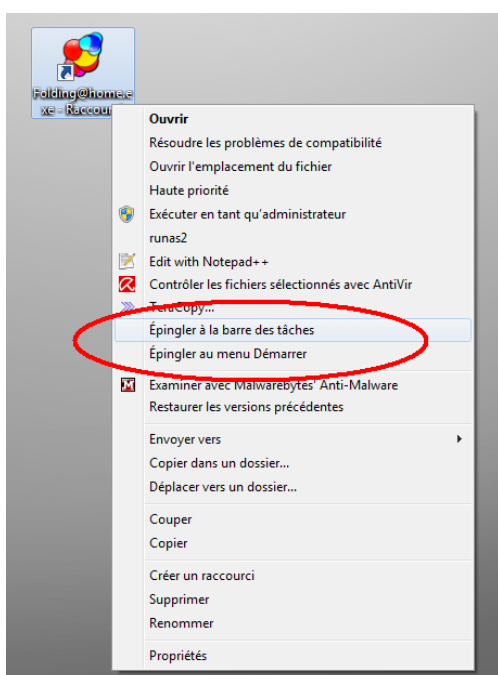 Folding@home.e
xe - Raccou
Ouvrir
Résoudre les problèmes de compatibilité
Ouvrir l'emplacement du fichier
Haute priorité
Exécuter en tant qu'administrateur
runas2
Edit with Notepad++
Contrôler les fichiers sélectionnés avec AntiVir
TeraCopy...
Épingler à la barre des tâches
Épingler au menu Démarrer
Examiner avec Malwarebytes' Anti-Malware
Restaurer les versions précédentes
Envoyer vers
Copier dans un dossier...
Déplacer vers un dossier...
Couper
Copier
Créer un raccourci
Supprimer
Renommer
Propriétés